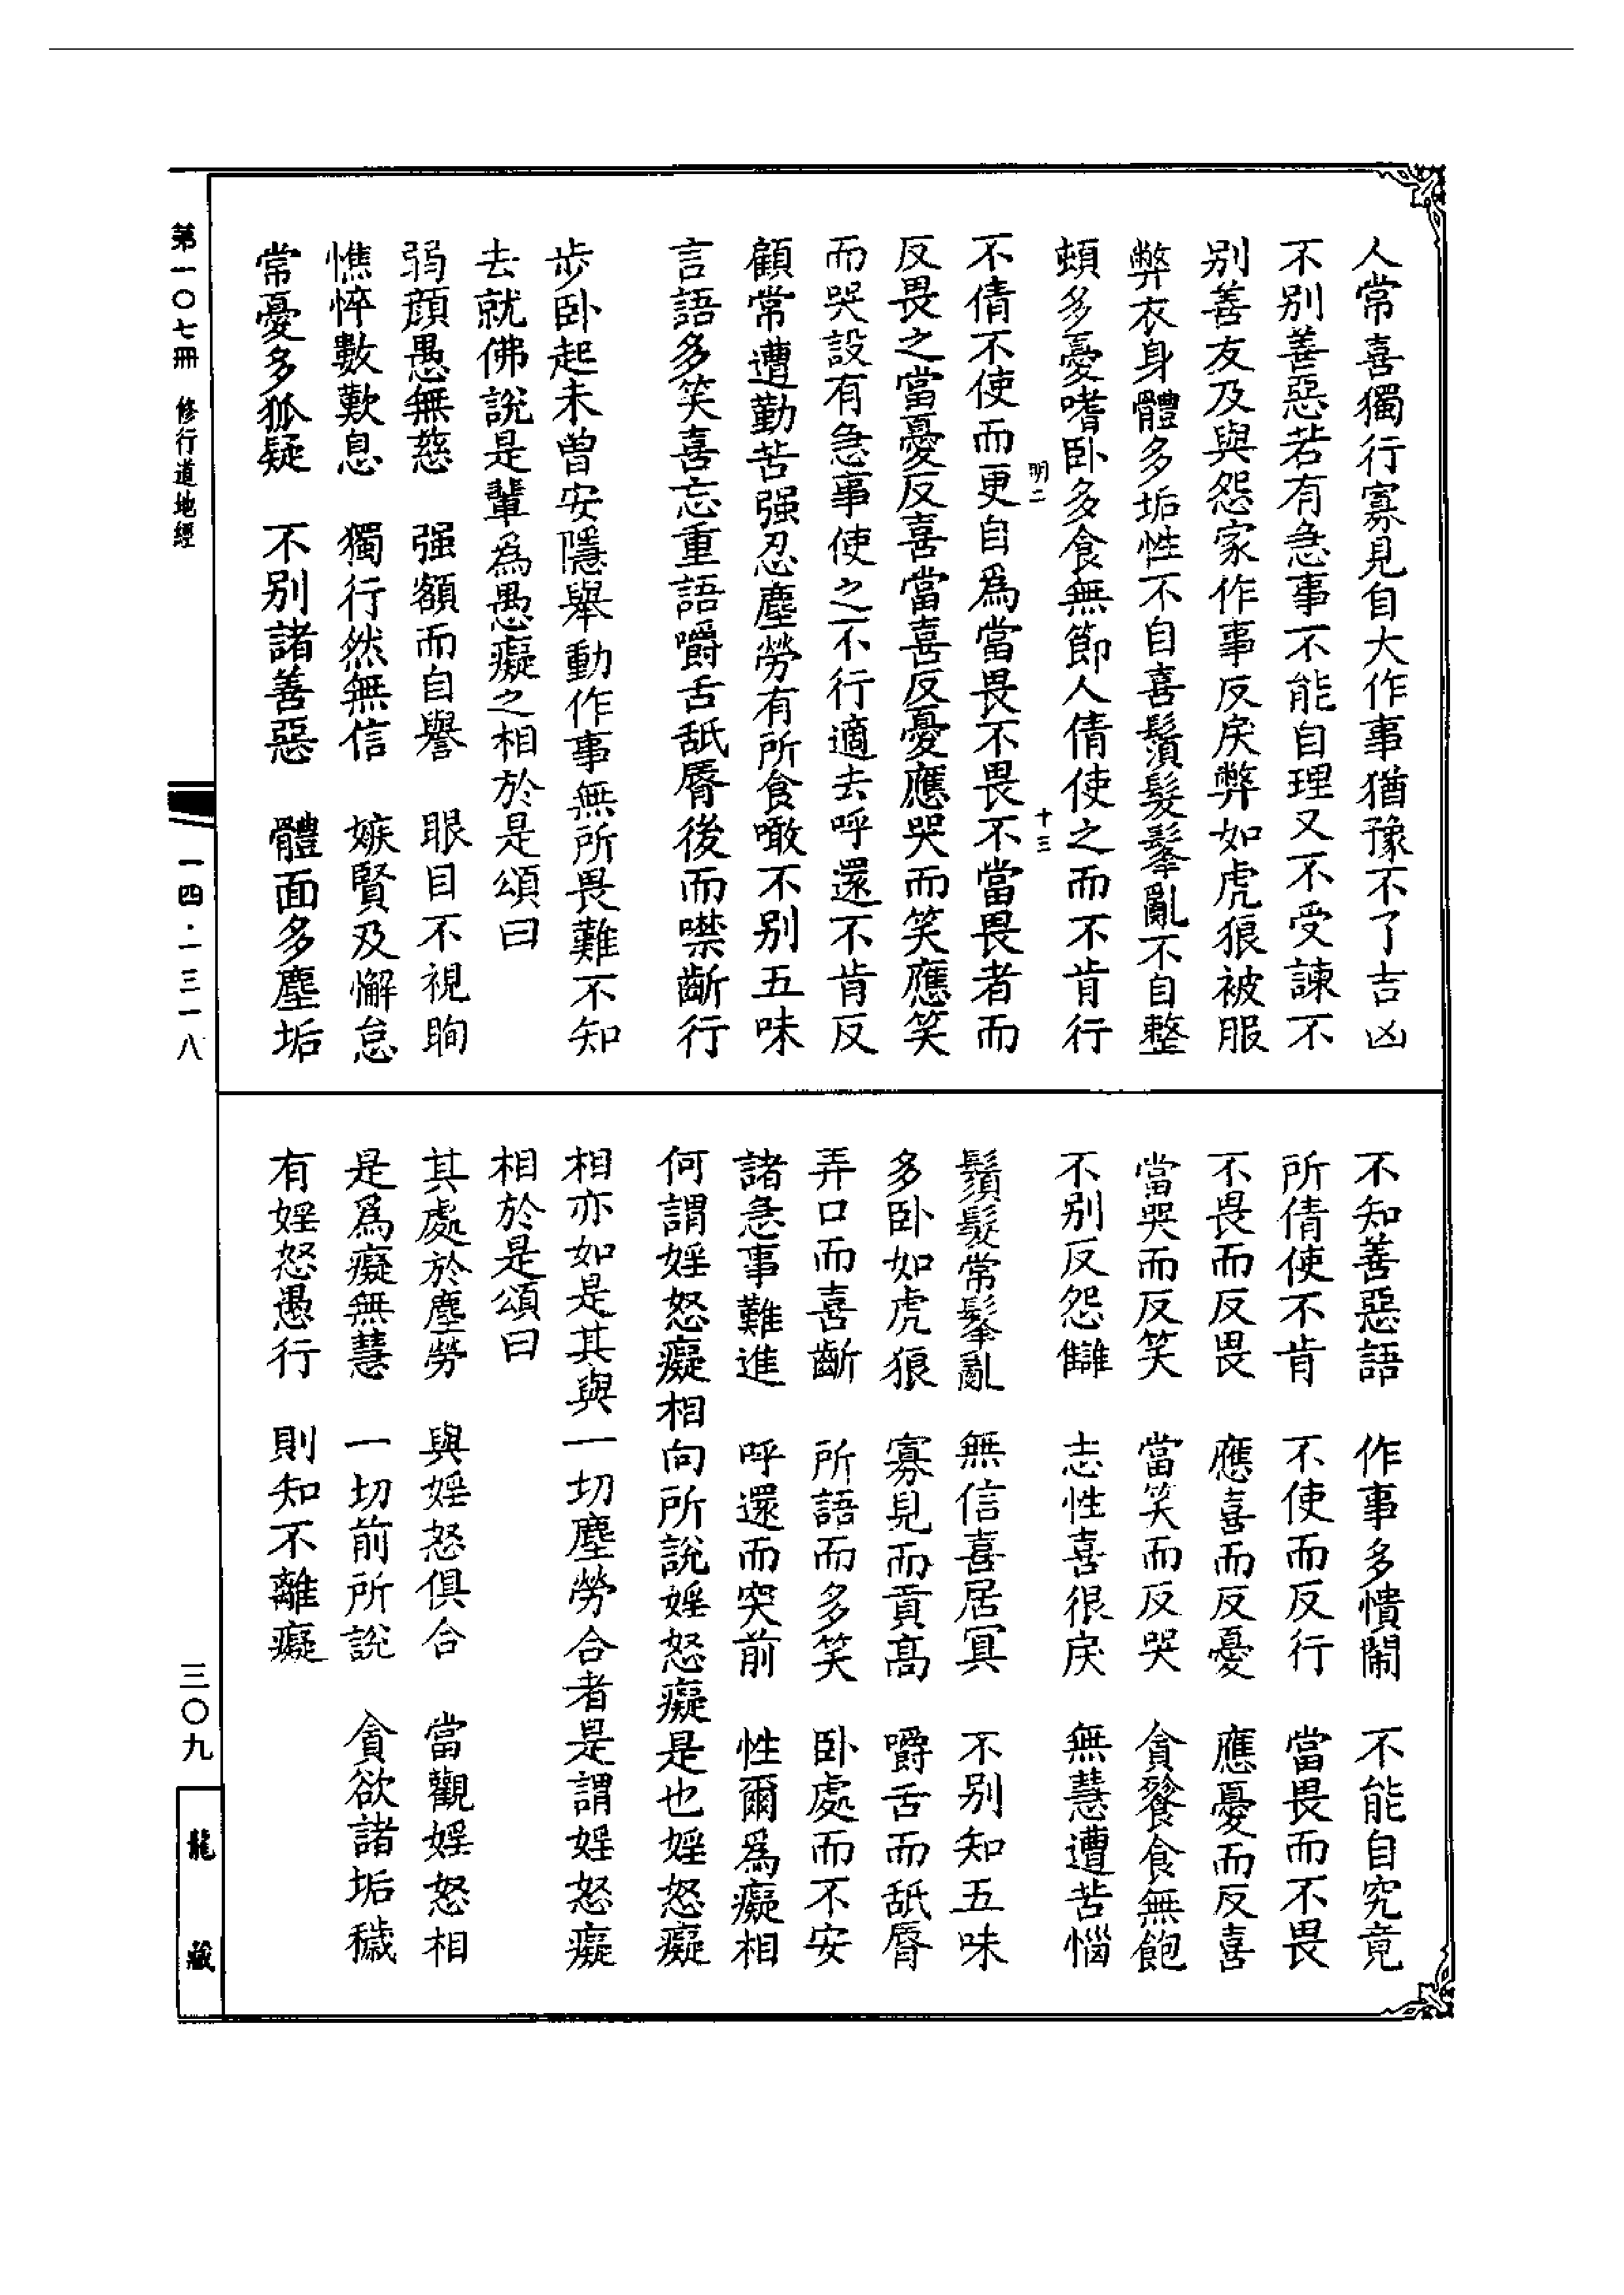 人常喜獨行寡見自大作事猶豫不了吉凶
不別善惡若有急事不能自理又不受諫不
別善友及與怨家作事反戾弊如虎狼被服
弊衣身體多垢性不自喜鬚髮鬇亂不自整
頓多憂嗜卧多食無節人倩使之而不肯行
明二
十三
不倩不使而更自為當畏不畏不當畏者而
反畏之當憂反喜當喜反憂應哭而笑應笑
而哭設有急事使之不行適去呼還不肯反
顧常遭勤苦强忍塵勞有所食噉不別五味
言語多笑喜忘重語嚼舌舐脣後而噤齗行
步卧起未曾安隱舉動作事無所畏難不知
去就佛說是輩為愚癡之相於是頌曰
弱顏愚無慈　强額而自譽　眼目不視眴
憔悴數歎息　獨行然無信　嫉賢及懈怠
常憂多狐疑　不別諸善惡　體面多塵垢
不知善惡語　作事多憒鬧　不能自究竟
所倩使不肯　不使而反行　當畏而不畏
不畏而反畏　應喜而反憂　應憂而反喜
當哭而反笑　當笑而反哭　貪餮食無飽
不別反怨讎　志性喜很戾　無慧遭苦惱
鬚髮常鬇亂　無信喜居冥　不別知五味
多卧如虎狼　寡見而貢高　嚼舌而舐脣
弄口而喜齗　所語而多笑　卧處而不安
諸急事難進　呼還而突前　性爾為癡相
何謂婬怒癡相向所說婬怒癡是也婬怒癡
相亦如是其與一切塵勞合者是謂婬怒癡
相於是頌曰
其處於塵勞　與婬怒俱合　當觀婬怒相
是為癡無慧　一切前所說　貪欲諸垢穢
有婬怒愚行　則知不離癡
第一〇七冊　修行道地經
一四·一三一八
三〇九
龍藏